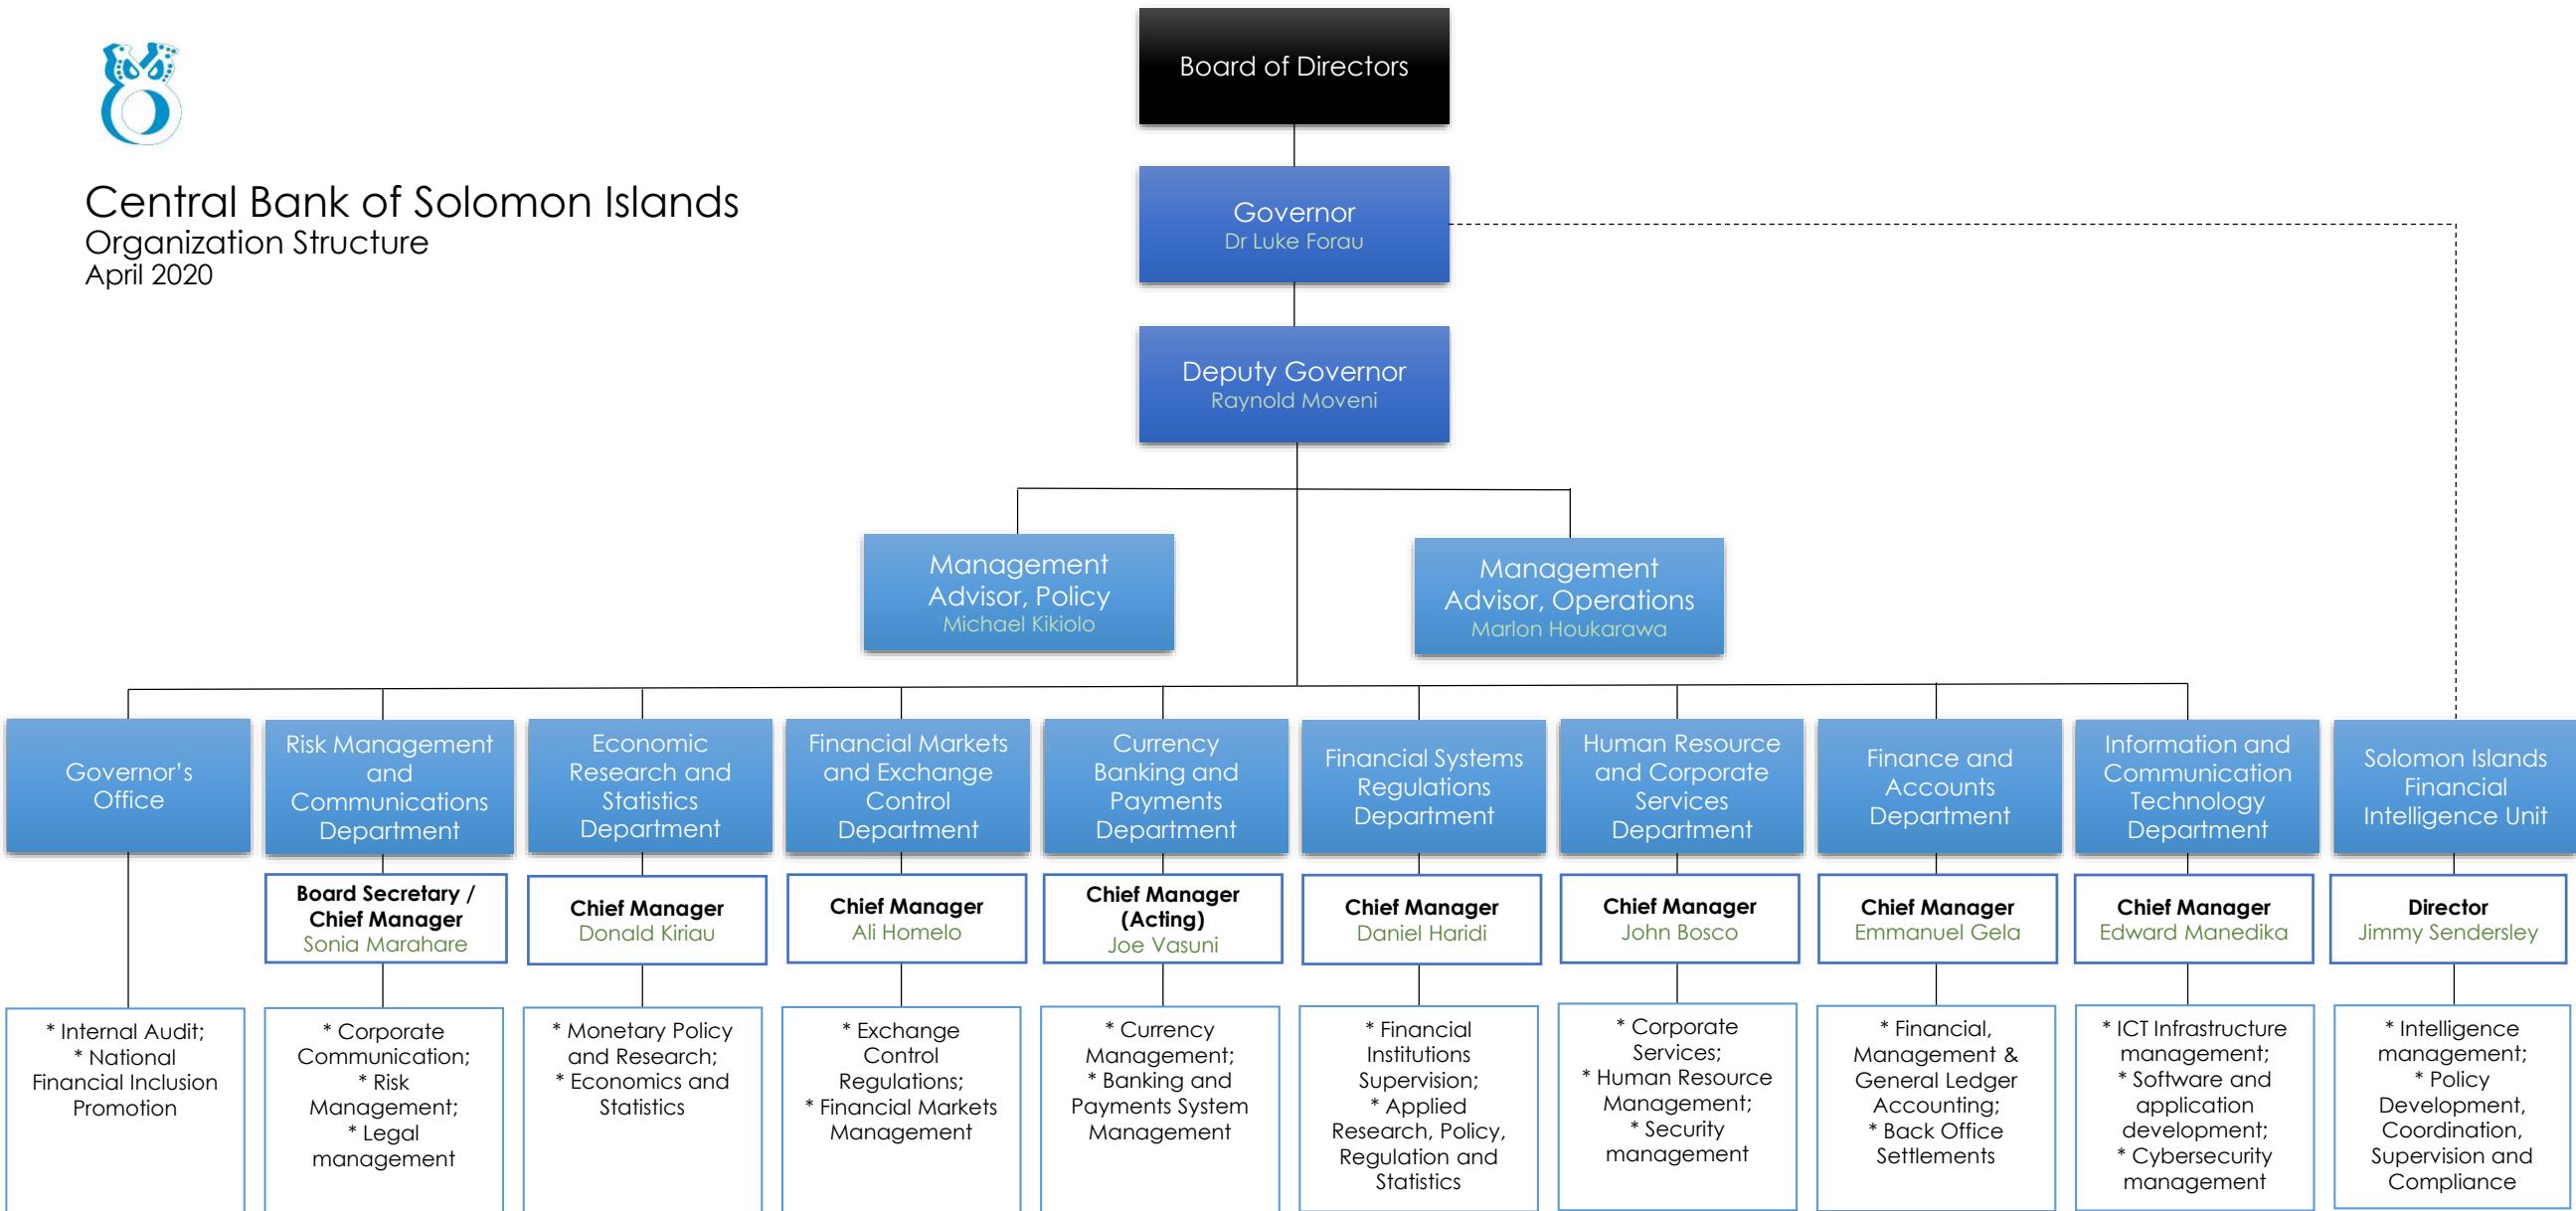 Central Bank of Solomon Islands
Organization Structure
April 2020
Board of Directors
Governor
Dr Luke Forau
Deputy Governor
Raynold Moveni
Management
Advisor, Policy
Michael Kikiolo
Management
Advisor, Operations
Marlon Houkarawa
Governor's
Office
* Internal Audit;
* National
Financial Inclusion
Promotion
Risk Management
and
Communications
Department
Board Secretary /
Chief Manager
Sonia Marahare
* Corporate
Communication;
* Risk
Management;
* Legal
management
Economic
Research and
Statistics
Department
Chief Manager
Donald Kiriau
* Monetary Policy
and Research;
* Economics and
Statistics
Financial Markets
and Exchange
Control
Department
Chief Manager
Ali Homelo
* Exchange
Control
Regulations;
* Financial Markets
Management
Currency
Banking and
Payments
Department
Chief Manager
(Acting)
Joe Vasuni
* Currency
Management;
* Banking and
Payments System
Management
Financial Systems
Regulations
Department
Chief Manager
Daniel Haridi
* Financial
Institutions
Supervision;
* Applied
Research, Policy,
Regulation and
Statistics
Human Resource
and Corporate
Services
Department
Chief Manager
John Bosco
* Corporate
Services;
* Human Resource
Management;
* Security
management
Finance and
Accounts
Department
Chief Manager
Emmanuel Gela
* Financial,
Management &
General Ledger
Accounting;
* Back Office
Settlements
Information and
Communication
Technology
Department
Chief Manager
Edward Manedika
* ICT Infrastructure
management;
* Software and
application
development;
* Cybersecurity
management
Solomon Islands
Financial
Intelligence Unit
Director
Jimmy Sendersley
* Intelligence
management;
* Policy
Development,
Coordination,
Supervision and
Compliance